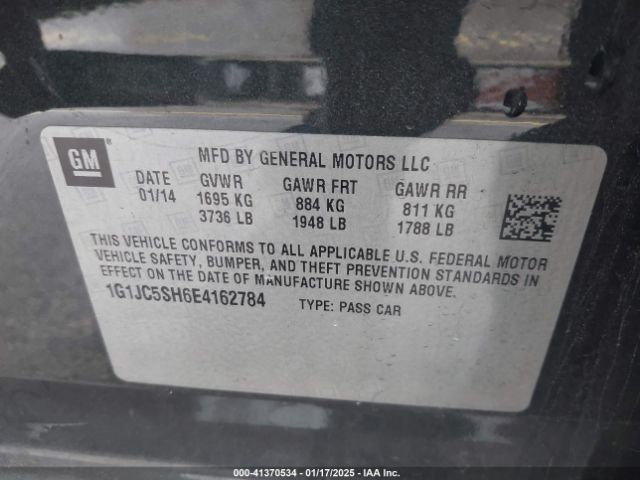 GM
MFD BY GENERAL MOTORS LLC
DATE GVWR GAWR FRT GAWR RR
01/14 1695 KG 884 KG 811 KG
3736 LB 1948 LB 1788 LB
THIS VEHICLE CONFORMS TO ALL APPLICABLE U.S. FEDERAL MOTOR
VEHICLE SAFETY, BUMPER, AND THEFT PREVENTION STANDARDS IN
EFFECT ON THE DATE OF MANUFACTURE SHOWN ABOVE.
1G1JC5SH6E4162784 TYPE: PASS CAR
000-41370534 - 01/17/2025 - IAA Inc.